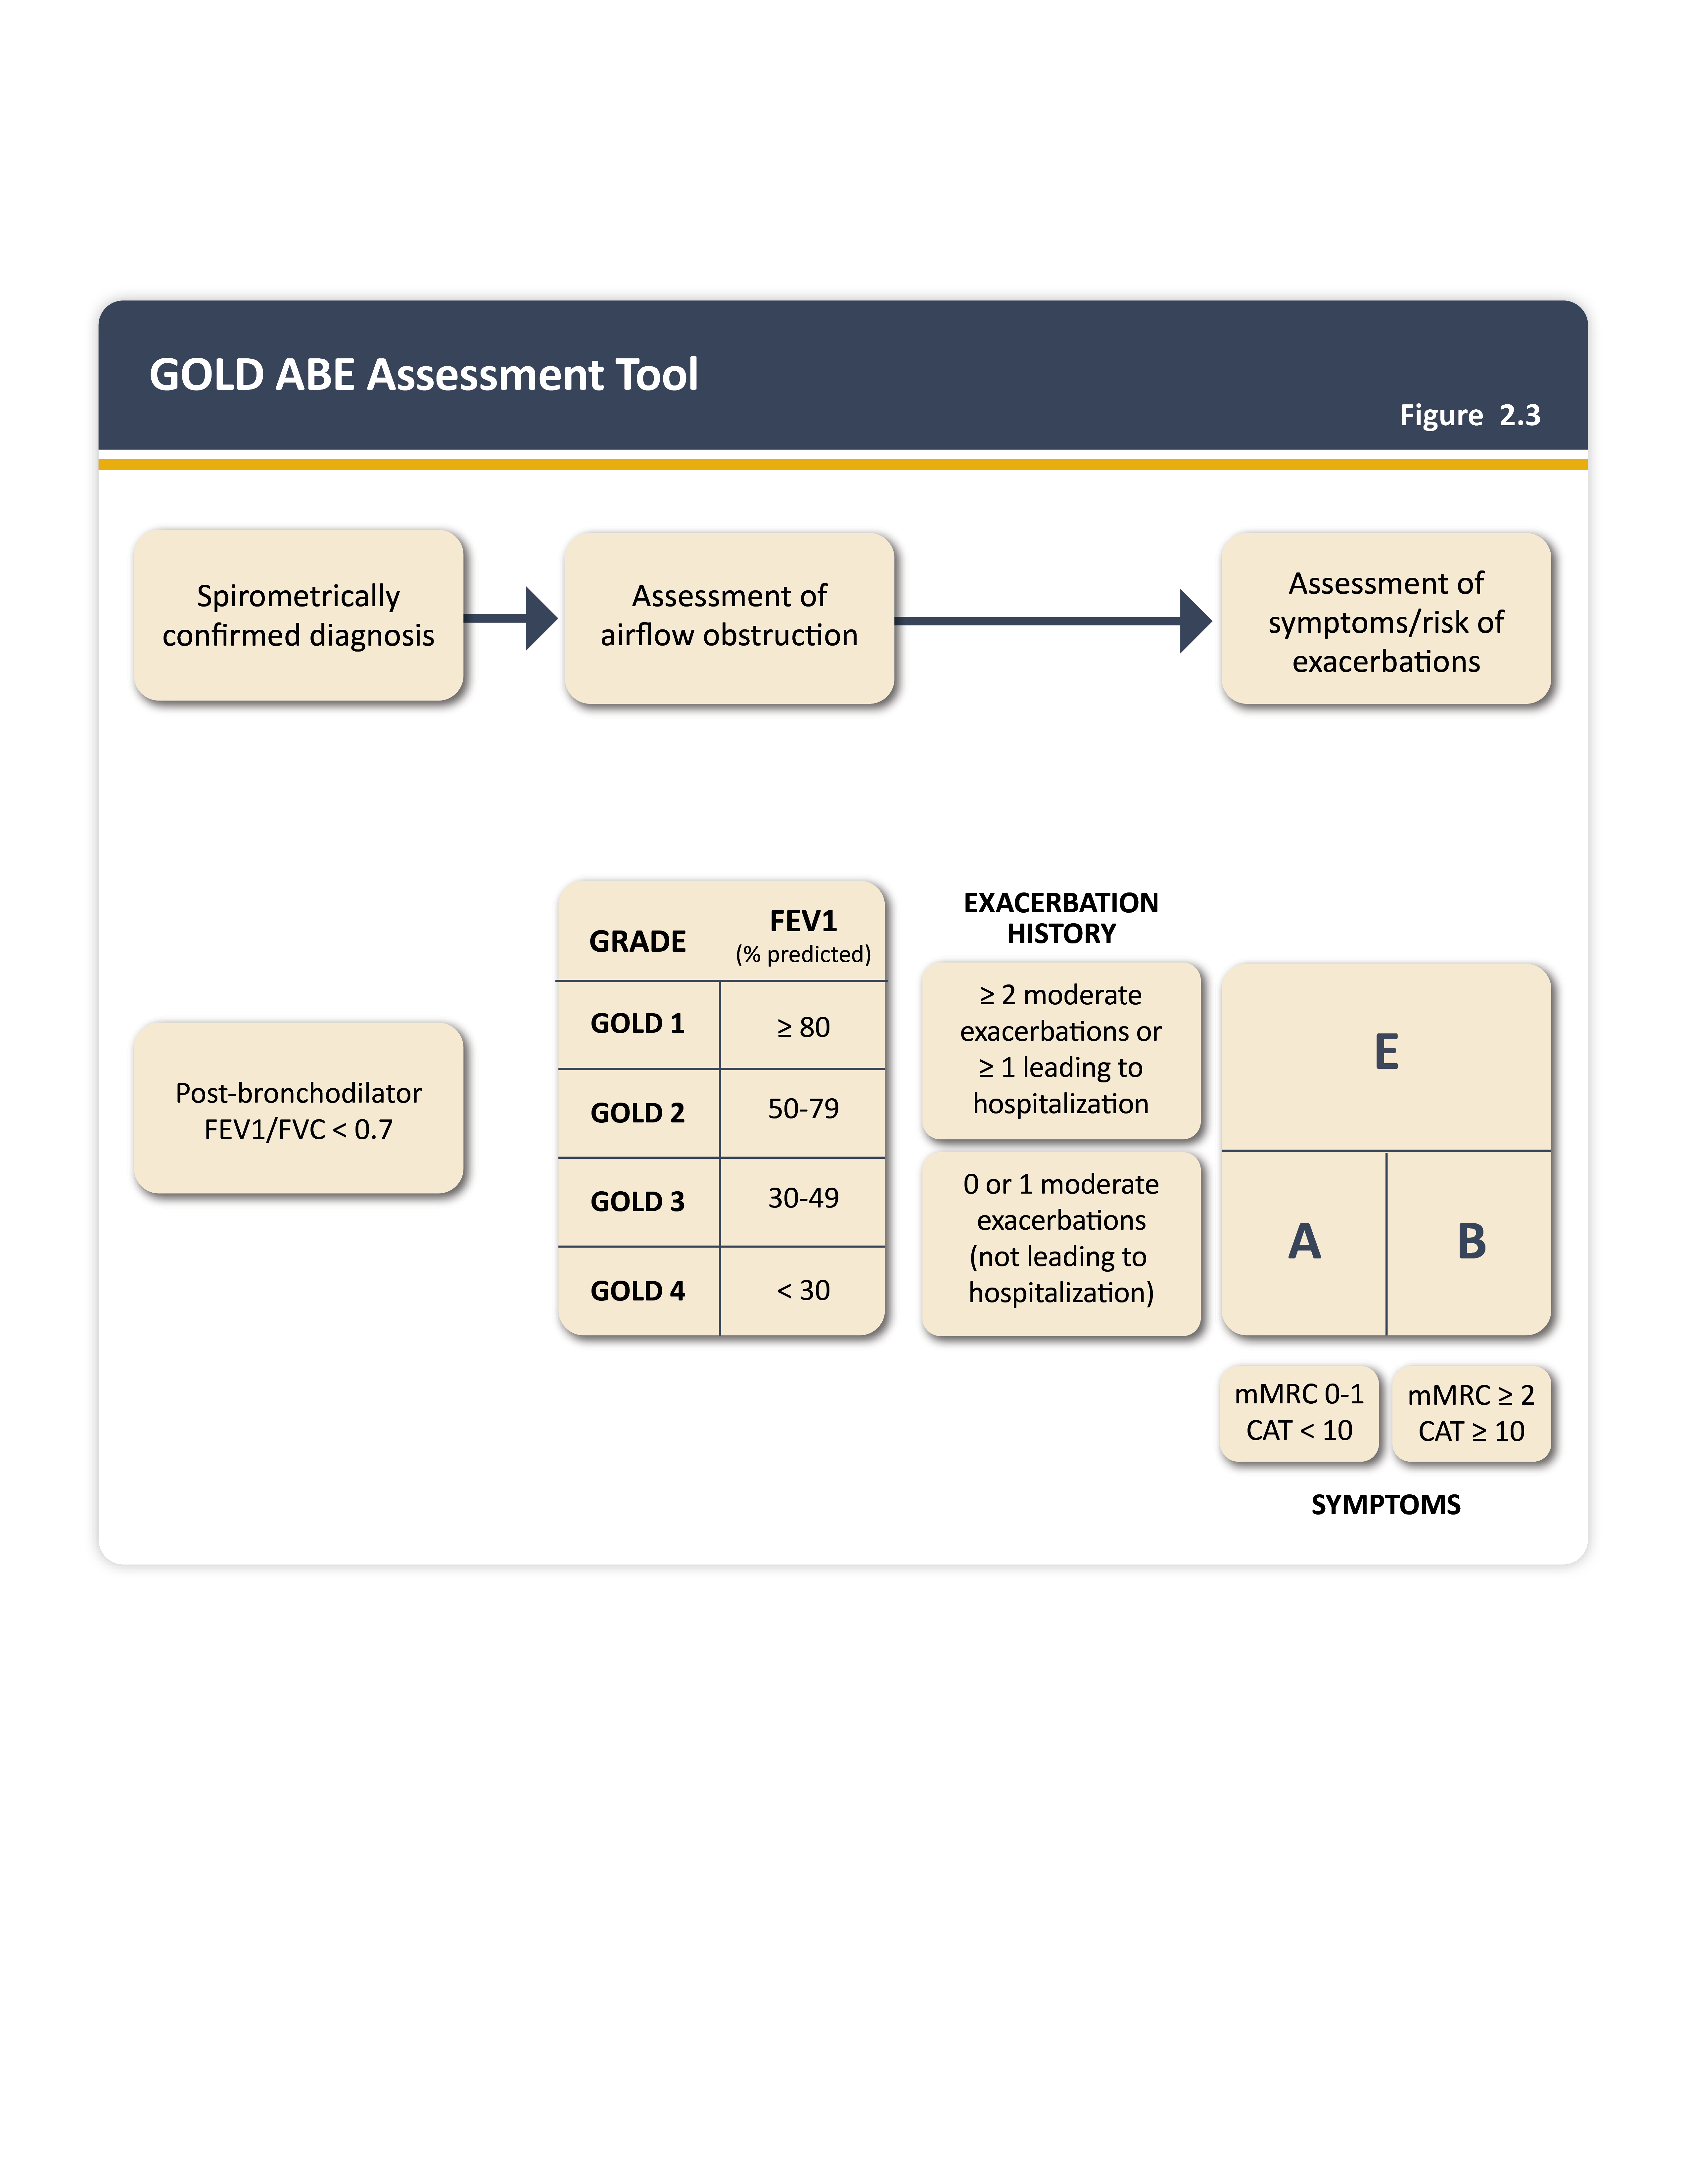 GOLD ABE Assessment Tool
Figure 2.3
Spirometrically
confirmed diagnosis
Assessment of
airflow obstruction
Assessment of
symptoms/risk of
exacerbations
Post-bronchodilator
FEV1/FVC < 0.7
GRADE
FEV1
(% predicted)
GOLD 1
≥ 80
GOLD 2
50-79
GOLD 3
30-49
GOLD 4
< 30
EXACERBATION
HISTORY
≥ 2 moderate
exacerbations or
≥ 1 leading to
hospitalization
0 or 1 moderate
exacerbations
(not leading to
hospitalization)
E
A
B
mMRC 0-1
CAT < 10
mMRC ≥ 2
CAT ≥ 10
SYMPTOMS